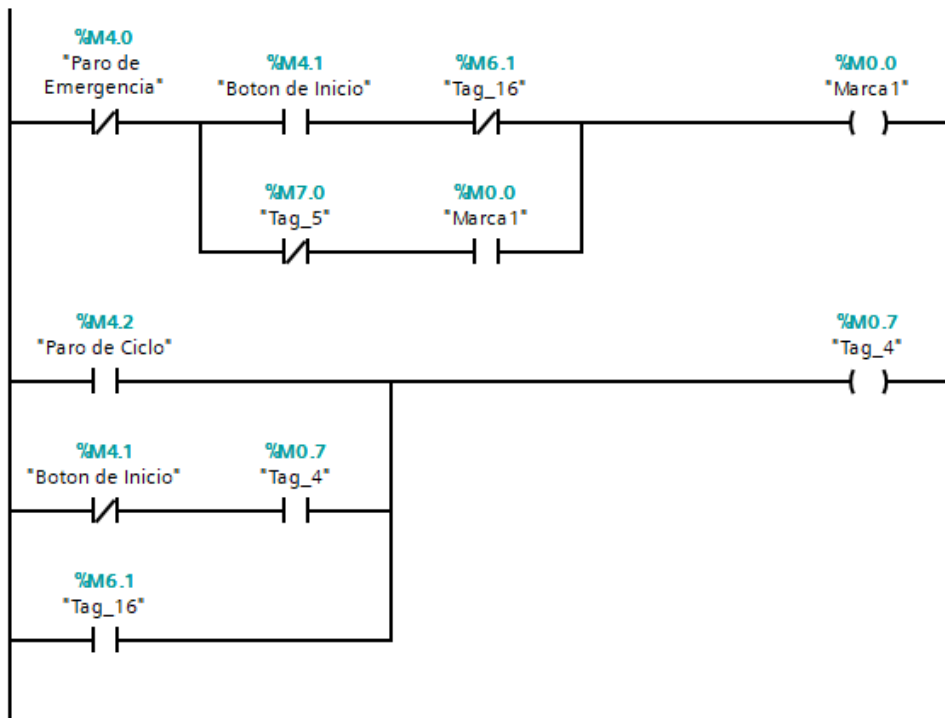 %M4.0
"Paro de
Emergencia"
%M4.1
"Boton de Inicio"
%M6.1
"Tag_16"
%M0.0
"Marca1"
%M7.0
"Tag_5"
%M0.0
"Marca1"
%M4.2
"Paro de Ciclo"
%M0.7
"Tag_4"
%M4.1
"Boton de Inicio"
%M0.7
"Tag_4"
%M6.1
"Tag_16"